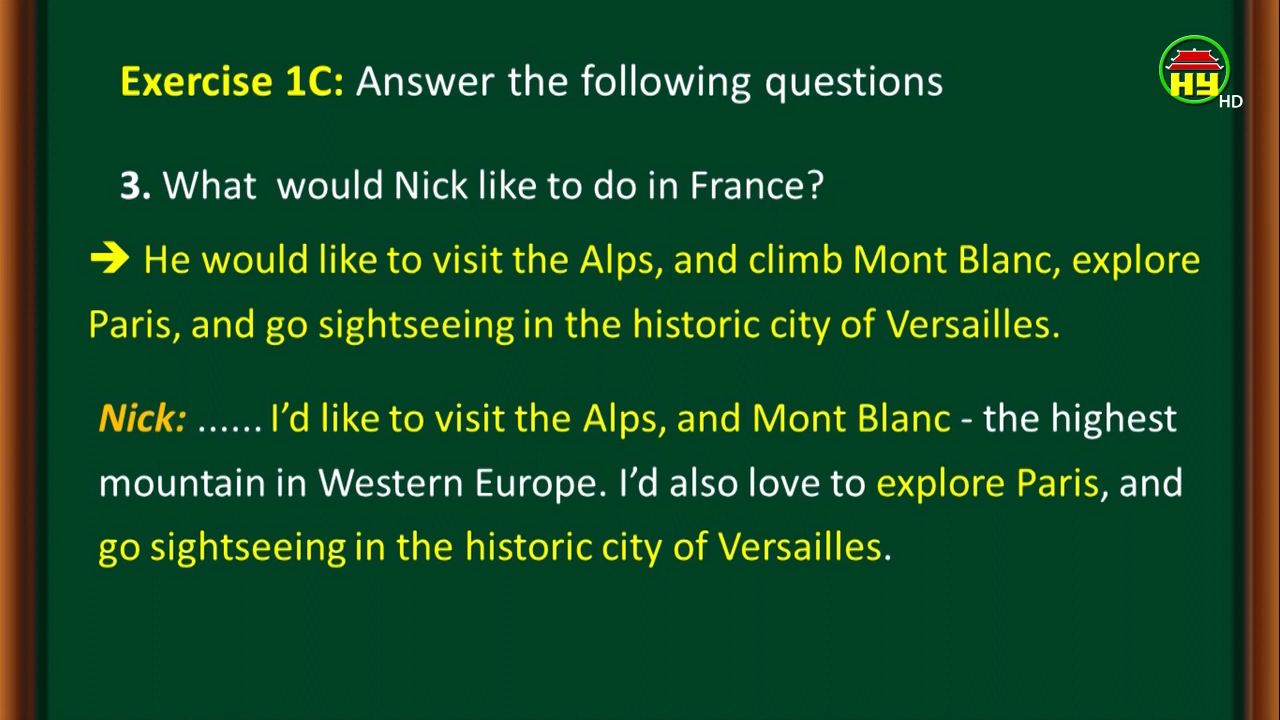 Exercise 1C: Answer the following questions
HY
HD
3. What would Nick like to do in France?
➔ He would like to visit the Alps, and climb Mont Blanc, explore
Paris, and go sightseeing in the historic city of Versailles.
Nick: ...... I’d like to visit the Alps, and Mont Blanc - the highest
mountain in Western Europe. I’d also love to explore Paris, and
go sightseeing in the historic city of Versailles.